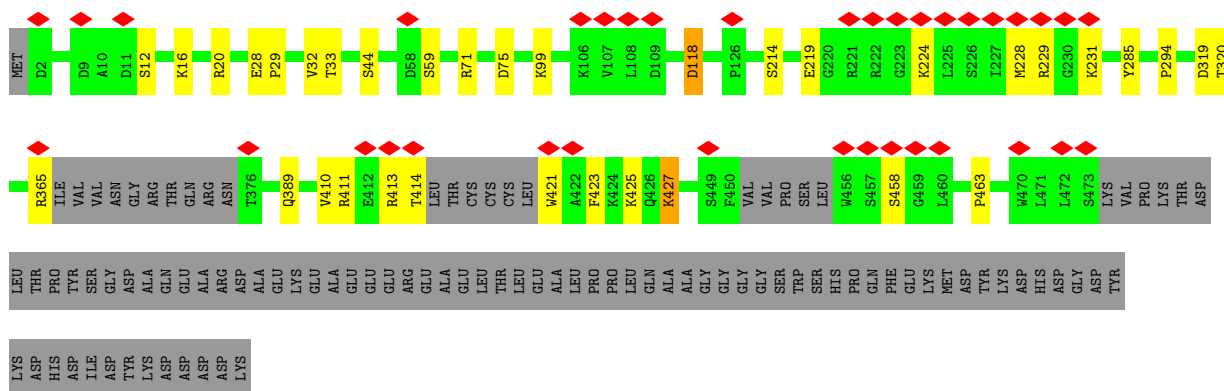 MET D2 D9 A10 D11 S12 K16 R20 E28 P29 V32 T33 S44 D58 S59 R71 D75 K99 K106 V107 L108 D109 D118 P126 S214 E219 G220 R221 R222 G223 K224 L225 S226 I227 M228 R229 G230 K231 Y285 P294 D319 T320
R365 ILE VAL VAL ASN GLY ARG THR GLN ARG ASN T376 Q389 V410 R411 E412 R413 T414 LEU THR CYS CYS CYS LEU W421 A422 F423 K424 K425 Q426 K427 S449 F450 VAL VAL PRO SER LEU W456 S457 S458 G459 L460 P463 W470 L471 L472 S473 LYS VAL PRO LYS THR ASP
LEU THR PRO TYR SER GLY ASP ALA GLN GLU ALA ARG ASP ALA GLU LYS GLU ALA GLU GLU ARG GLU ALA GLU LEU THR LEU GLU ALA LEU PRO PRO LEU GLN ALA ALA GLY GLY GLY GLY SER TRP SER HIS PRO GLN PHE GLU LYS MET ASP TYR LYS ASP HIS ASP GLY ASP TYR
LYS ASP HIS ASP ILE ASP TYR LYS ASP ASP ASP ASP LYS